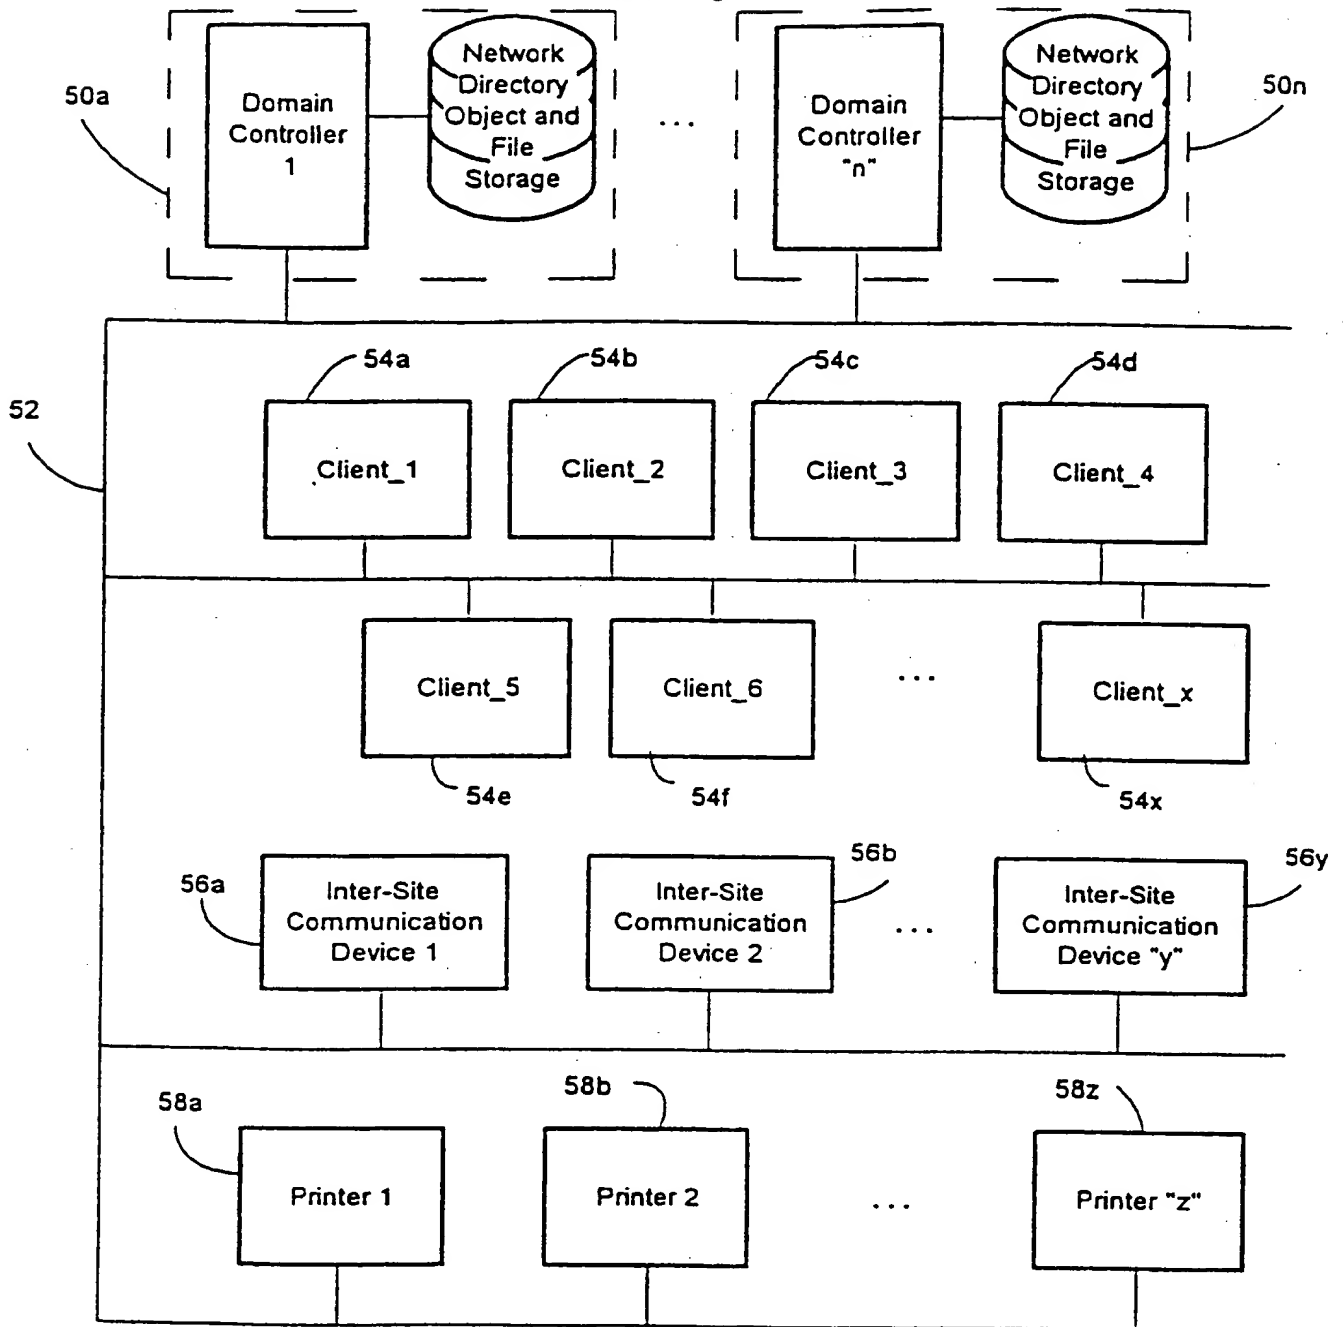 50a
Domain
Controller
1
Network
Directory
Object and
File
Storage
...
Domain
Controller
"n"
Network
Directory
Object and
File
Storage
50n
52
54a
54b
54c
54d
Client_1
Client_2
Client_3
Client_4
Client_5
Client_6
...
Client_x
54e
54f
54x
56a
Inter-Site
Communication
Device 1
Inter-Site
Communication
Device 2
56b
...
Inter-Site
Communication
Device "y"
56y
58a
58b
58z
Printer 1
Printer 2
...
Printer "z"